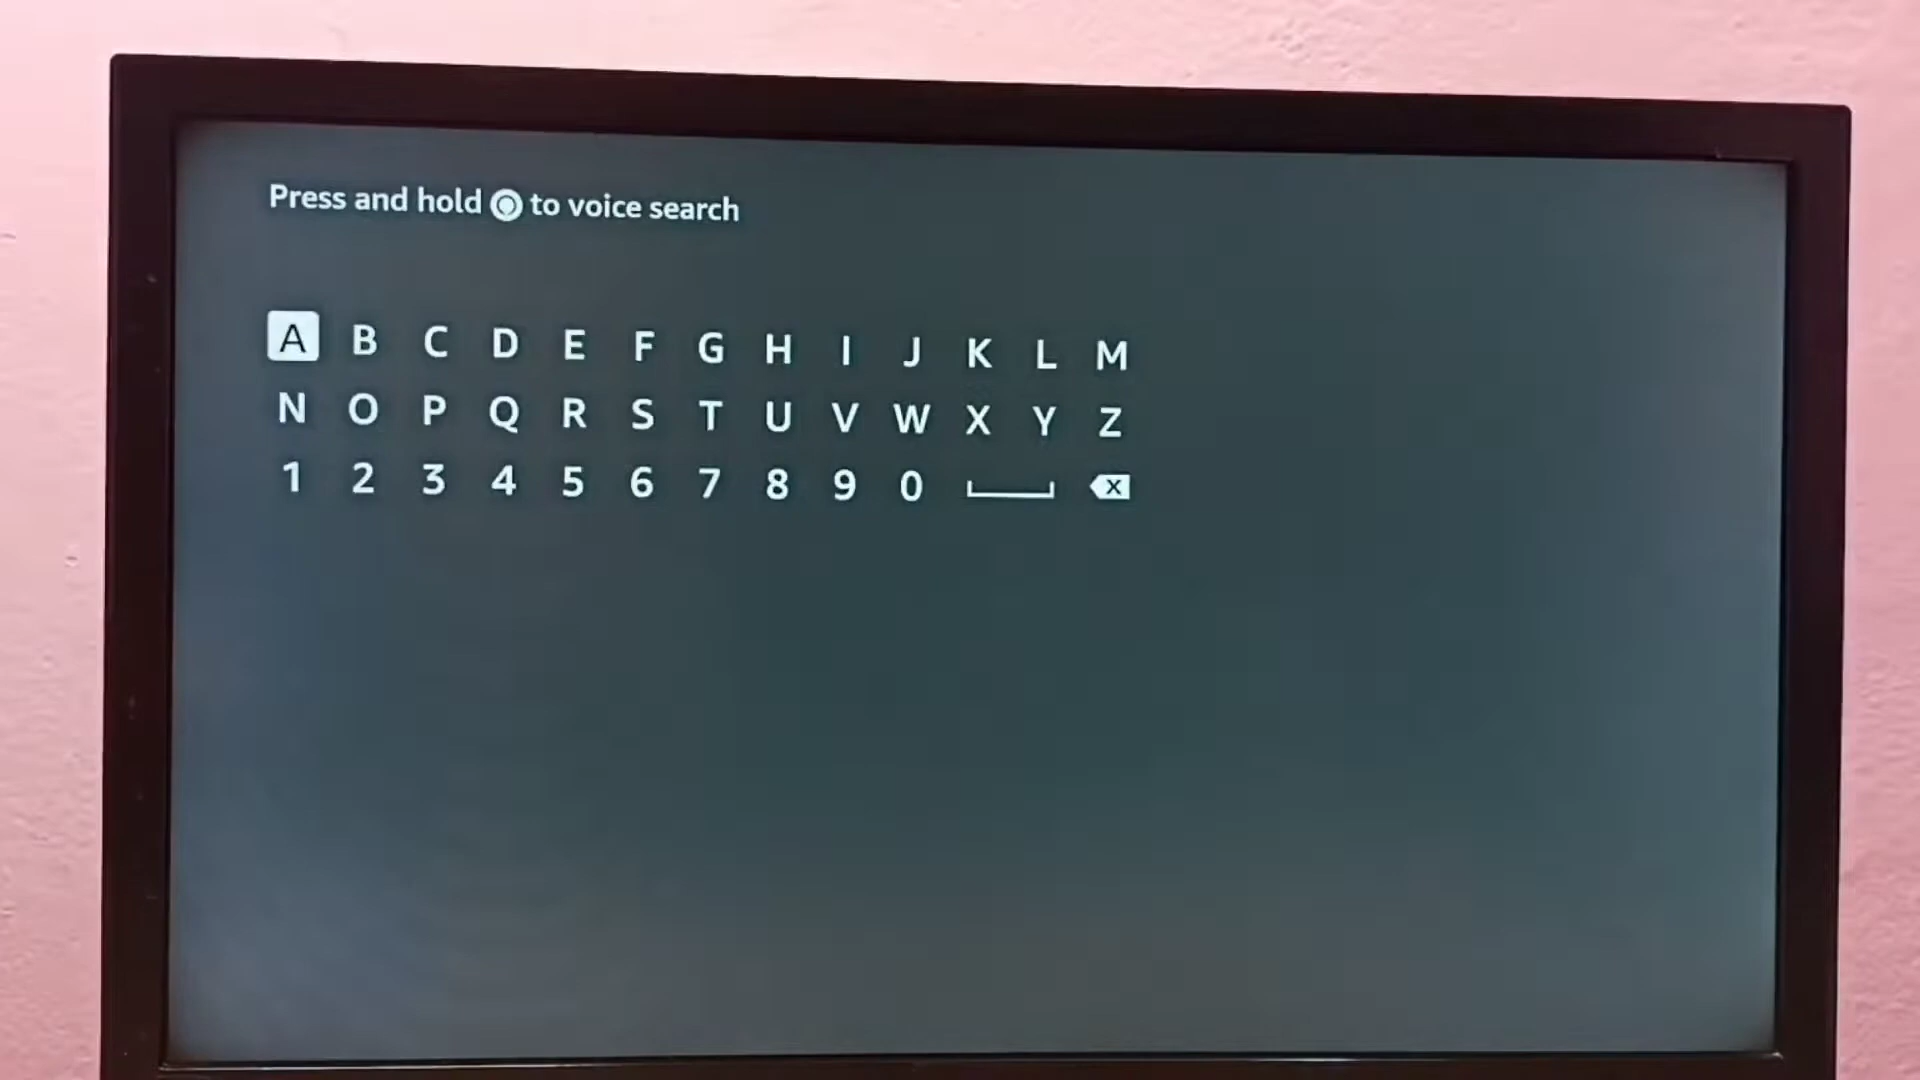 Press and hold to voice search
A B C D E F G H I J K L M
N O P Q R S T U V W X Y Z
1 2 3 4 5 6 7 8 9 0